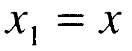 x₁ = x